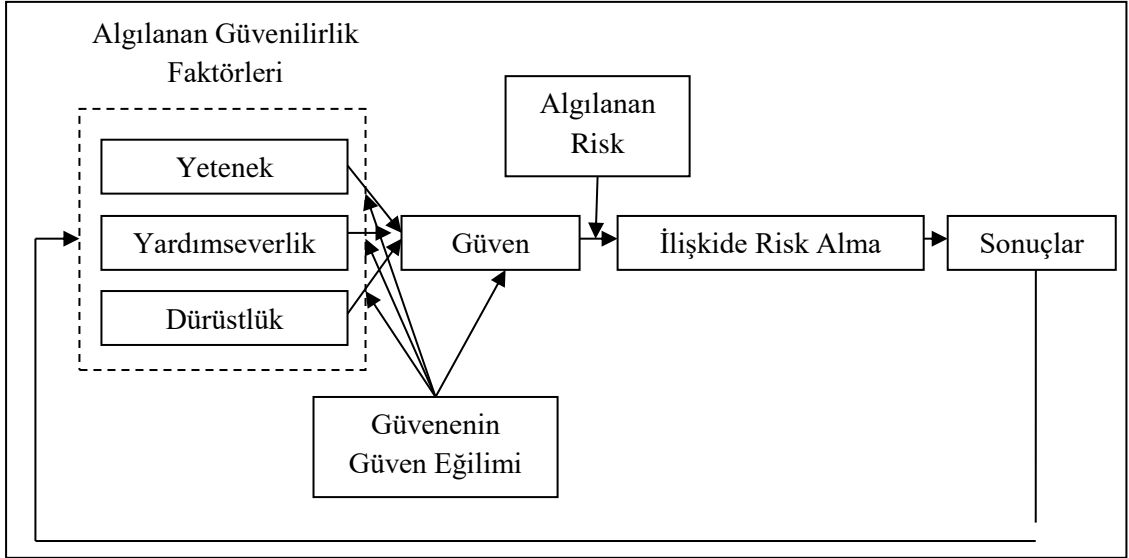 Algılanan Güvenilirlik
Faktörleri
Algılanan
Risk
Yetenek
Yardımseverlik
Güven
İlişkide Risk Alma
Sonuçlar
Dürüstlük
Güvenenin
Güven Eğilimi